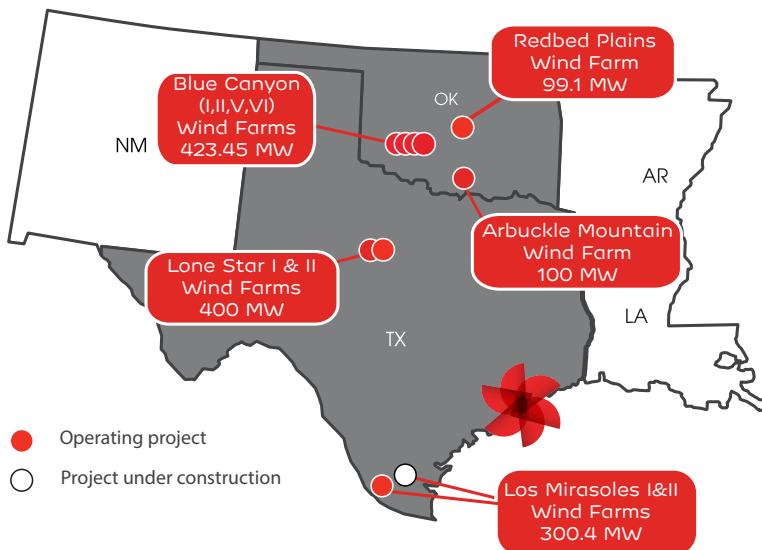 Redbed Plains
Wind Farm
99.1 MW
Blue Canyon
(I,II,V,VI)
Wind Farms
423.45 MW
OK
NM
AR
Arbuckle Mountain
Wind Farm
100 MW
Lone Star I & II
Wind Farms
400 MW
LA
TX
Operating project
Project under construction
Los Mirasoles I&II
Wind Farms
300.4 MW